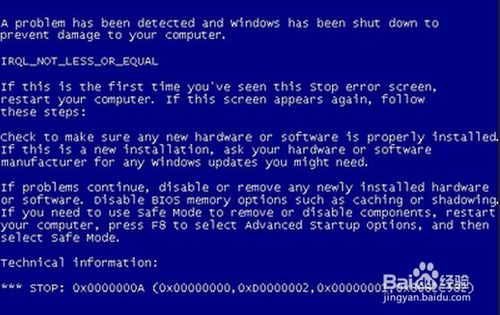 A problem has been detected and Windows has been shut down to
prevent damage to your computer.
IRQL_NOT_LESS_OR_EQUAL
If this is the first time you've seen this Stop error screen,
restart your computer. If this screen appears again, follow
these steps:
Check to make sure any new hardware or software is properly installed.
If this is a new installation, ask your hardware or software
manufacturer for any Windows updates you might need.
If problems continue, disable or remove any newly installed hardware
or software. Disable BIOS memory options such as caching or shadowing.
If you need to use Safe Mode to remove or disable components, restart
your computer, press F8 to select Advanced Startup Options, and then
select Safe Mode.
Technical information:
*** STOP: 0x0000000A (0x00000000,0xD0000002,
Baidu经验
jingyan.baidu.com